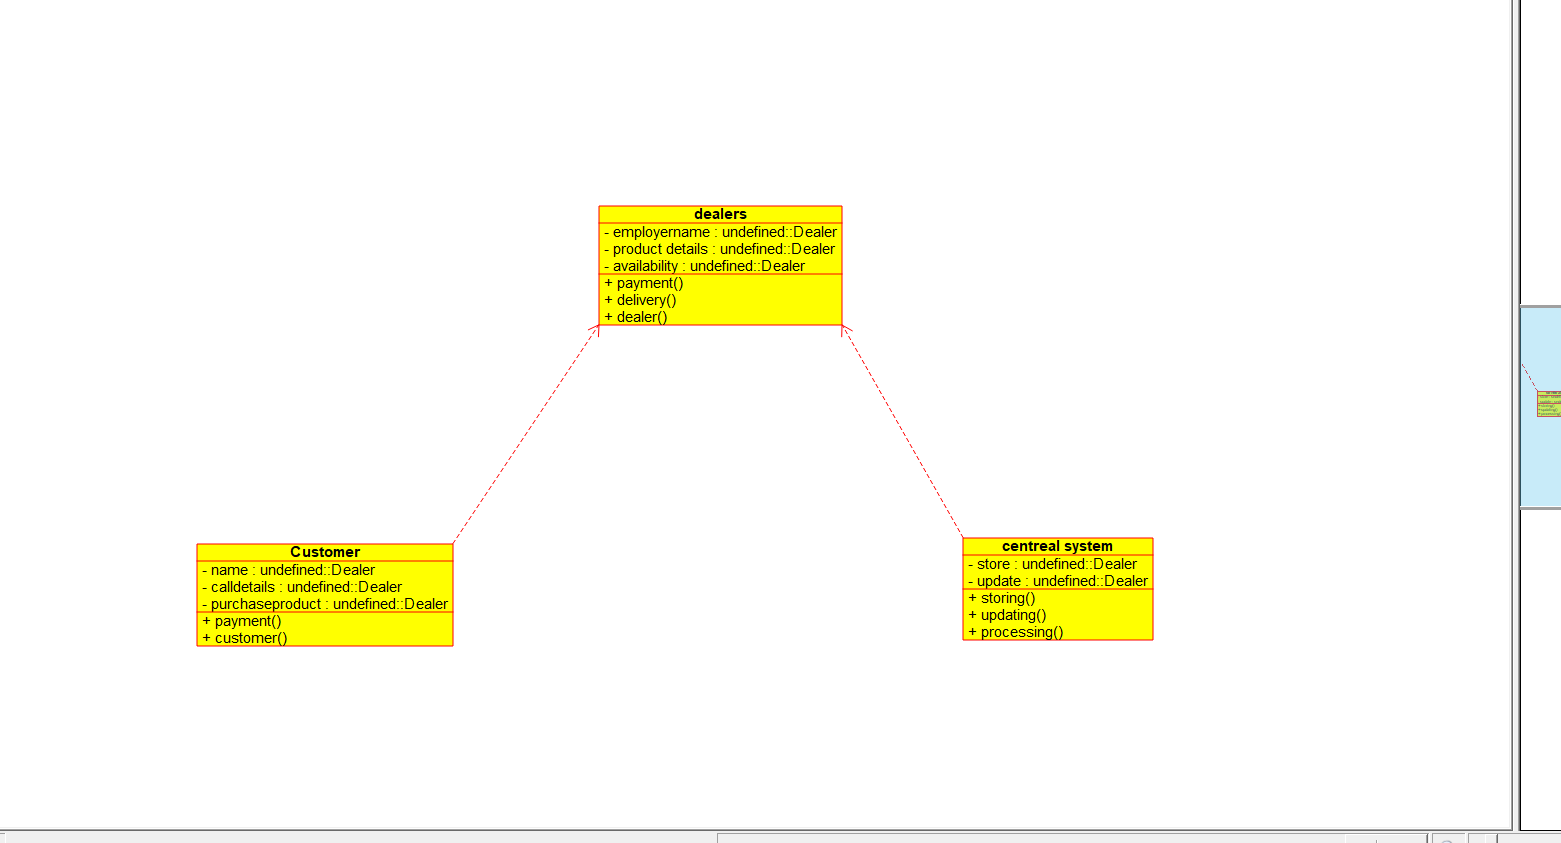 dealers
- employername : undefined::Dealer
- product details : undefined::Dealer
- availability : undefined::Dealer
+ payment()
+ delivery()
+ dealer()
Customer
- name : undefined::Dealer
- calldetails : undefined::Dealer
- purchaseproduct : undefined::Dealer
+ payment()
+ customer()
centreal system
- store : undefined::Dealer
- update : undefined::Dealer
+ storing()
+ updating()
+ processing()